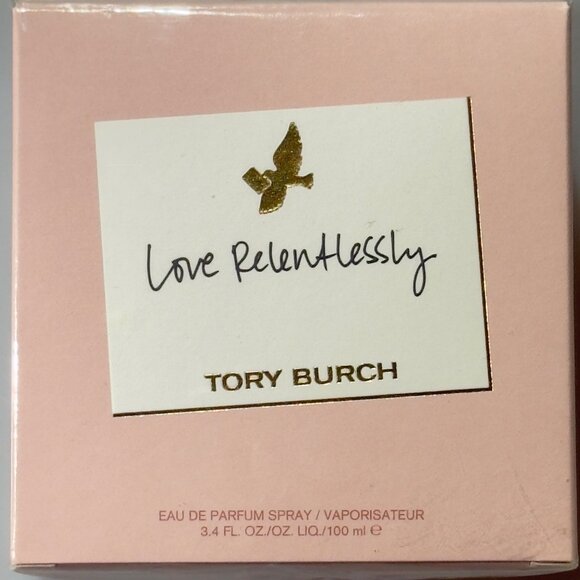 Love Relentlessly
TORY BURCH
EAU DE PARFUM SPRAY / VAPORISATEUR
3.4 FL. OZ./OZ. LIQ./100 ml ℮